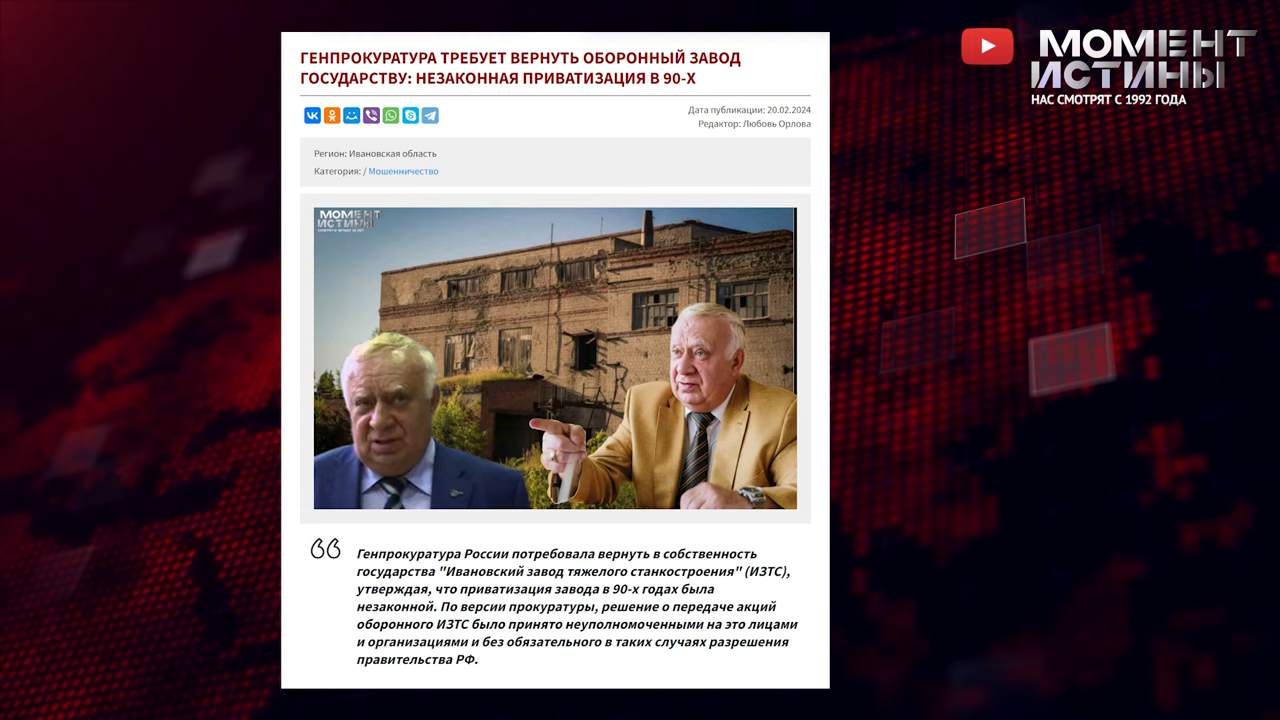 МОМЕНТ
ИСТИНЫ
НАС СМОТРЯТ С 1992 ГОДА
ГЕНПРОКУРАТУРА ТРЕБУЕТ ВЕРНУТЬ ОБОРОННЫЙ ЗАВОД
ГОСУДАРСТВУ: НЕЗАКОННАЯ ПРИВАТИЗАЦИЯ В 90-Х
Дата публикации: 20.02.2024
Редактор: Любовь Орлова
Регион: Ивановская область
Категория: / Мошенничество
МОМЕНТ
ИСТИНЫ
Генпрокуратура России потребовала вернуть в собственность
государства "Ивановский завод тяжелого станкостроения" (ИЗТС),
утверждая, что приватизация завода в 90-х годах была
незаконной. По версии прокуратуры, решение о передаче акций
оборонного ИЗТС было принято неуполномоченными на это лицами
и организациями и без обязательного в таких случаях разрешения
правительства РФ.